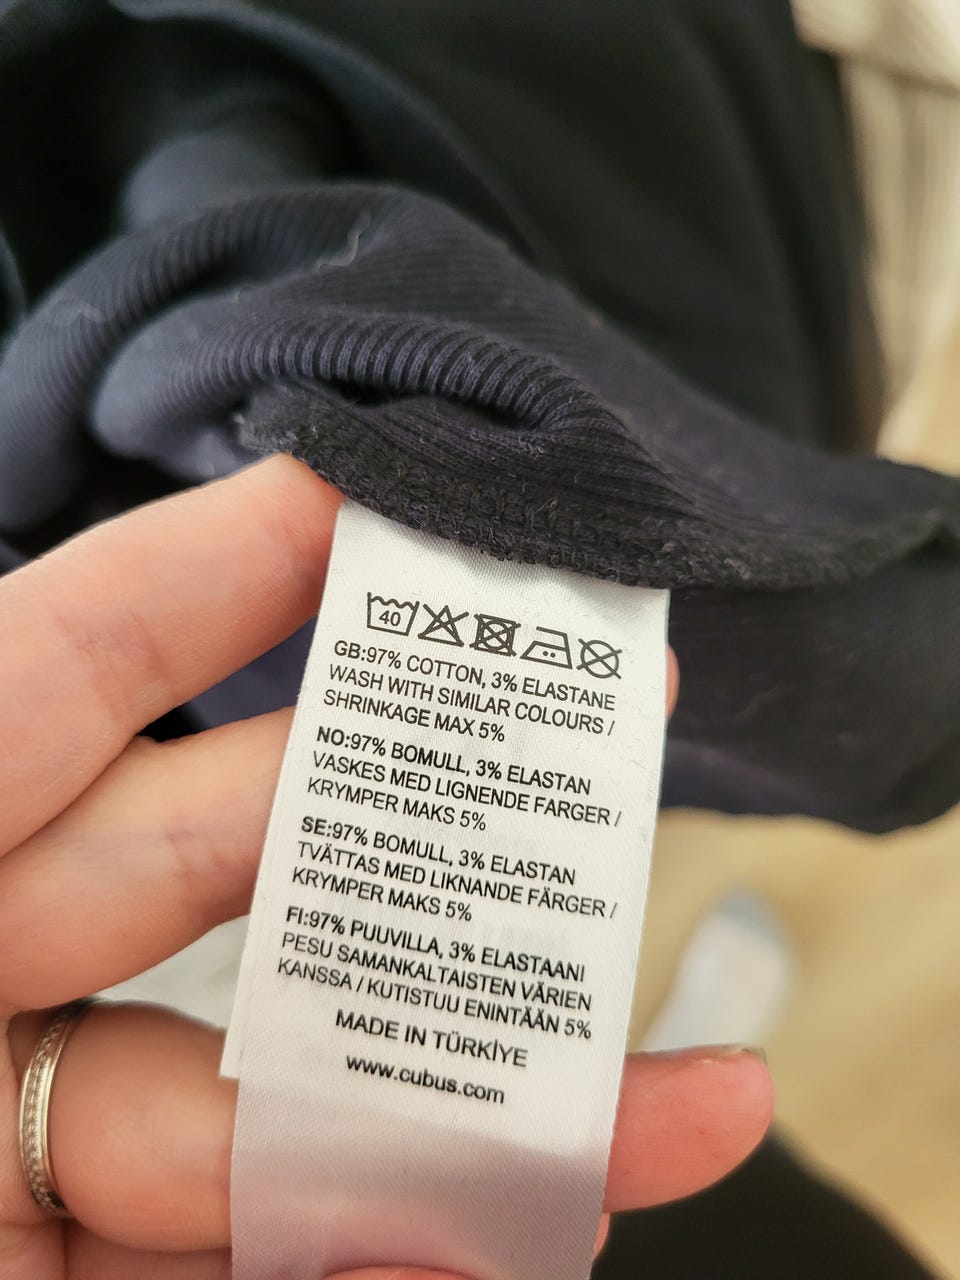 40
GB:97% COTTON, 3% ELASTANE
WASH WITH SIMILAR COLOURS /
SHRINKAGE MAX 5%
NO:97% BOMULL, 3% ELASTAN
VASKES MED LIGNENDE FARGER /
KRYMPER MAKS 5%
SE:97% BOMULL, 3% ELASTAN
TVÄTTAS MED LIKNANDE FÄRGER /
KRYMPER MAKS 5%
FI:97% PUUVILLA, 3% ELASTAANI
PESU SAMANKALTAISTEN VÄRIEN
KANSSA / KUTISTUU ENINTÄÄN 5%
MADE IN TÜRKİYE
www.cubus.com